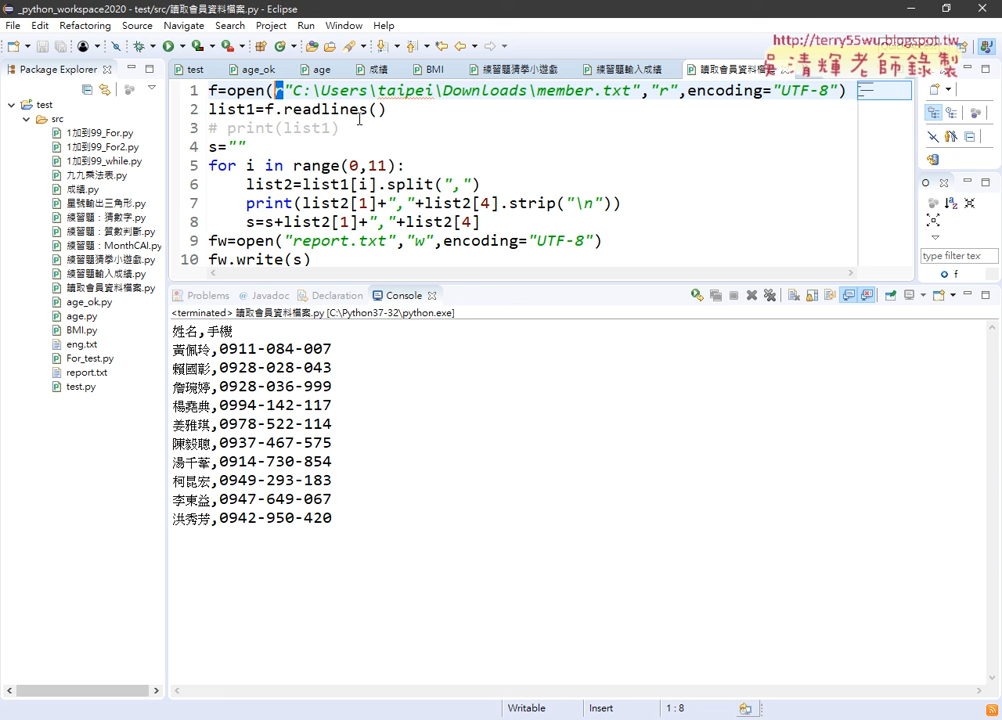 _python_workspace2020 - test/src/讀取會員資料檔案.py - Eclipse
File Edit Refactoring Source Navigate Search Project Run Window Help
http://terry55wu.blogspot.tw
吳清輝老師錄製
Package Explorer
test age_ok age 成績 BMI 練習題猜拳小遊戲 練習題輸入成績 讀取會員資料檔案
test
src
1加到99_For.py
1加到99_For2.py
1加到99_while.py
九九乘法表.py
成績.py
星號輸出三角形.py
練習題：猜數字.py
練習題：質數判斷.py
練習題：MonthCAl.py
練習題猜拳小遊戲.py
練習題輸入成績.py
讀取會員資料檔案.py
age_ok.py
age.py
BMI.py
eng.txt
For_test.py
report.txt
test.py
1 f=open(r"C:\Users\taipei\Downloads\member.txt","r",encoding="UTF-8")
2 list1=f.readlines()
3 # print(list1)
4 s=""
5 for i in range(0,11):
6 list2=list1[i].split(",")
7 print(list2[1]+","+list2[4].strip("\n"))
8 s=s+list2[1]+","+list2[4]
9 fw=open("report.txt","w",encoding="UTF-8")
10 fw.write(s)
type filter tex
f
Problems Javadoc Declaration Console
<terminated> 讀取會員資料檔案.py [C:\Python37-32\python.exe]
姓名,手機
黃佩玲,0911-084-007
賴國彰,0928-028-043
詹琬婷,0928-036-999
楊堯典,0994-142-117
姜雅琪,0978-522-114
陳毅聰,0937-467-575
湯千葦,0914-730-854
柯昆宏,0949-293-183
李東益,0947-649-067
洪秀芳,0942-950-420
Writable Insert 1 : 8